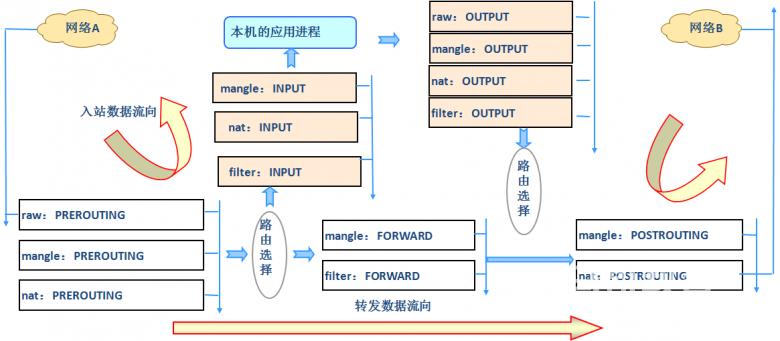 网络A
本机的应用进程
raw：OUTPUT
mangle：OUTPUT
nat：OUTPUT
filter：OUTPUT
网络B
入站数据流向
mangle：INPUT
nat：INPUT
filter：INPUT
路由选择
raw：PREROUTING
mangle：PREROUTING
nat：PREROUTING
路由选择
mangle：FORWARD
filter：FORWARD
mangle：POSTROUTING
nat：POSTROUTING
转发数据流向